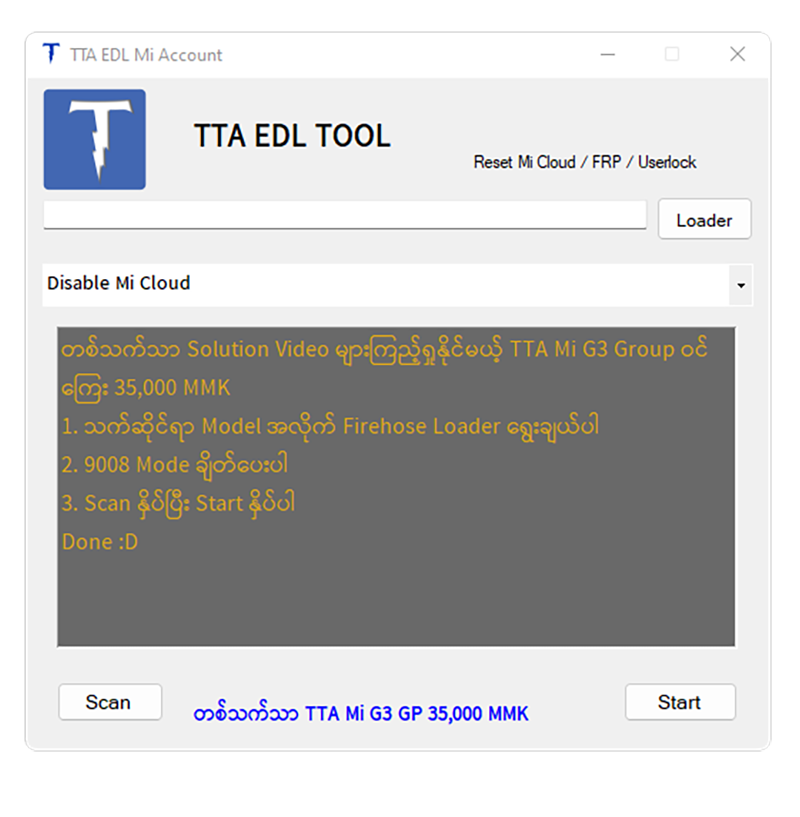 TTA EDL Mi Account
TTA EDL TOOL
Reset Mi Cloud / FRP / Userlock
Loader
Disable Mi Cloud
တစ်သက်သာ Solution Video များကြည့်ရှုနိုင်မယ့် TTA Mi G3 Group ဝင်
ကြေး 35,000 MMK
1. သက်ဆိုင်ရာ Model အလိုက် Firehose Loader ရွေးချယ်ပါ
2. 9008 Mode ချိတ်ပေးပါ
3. Scan နှိပ်ပြီး Start နှိပ်ပါ
Done :D
Scan
တစ်သက်သာ TTA Mi G3 GP 35,000 MMK
Start